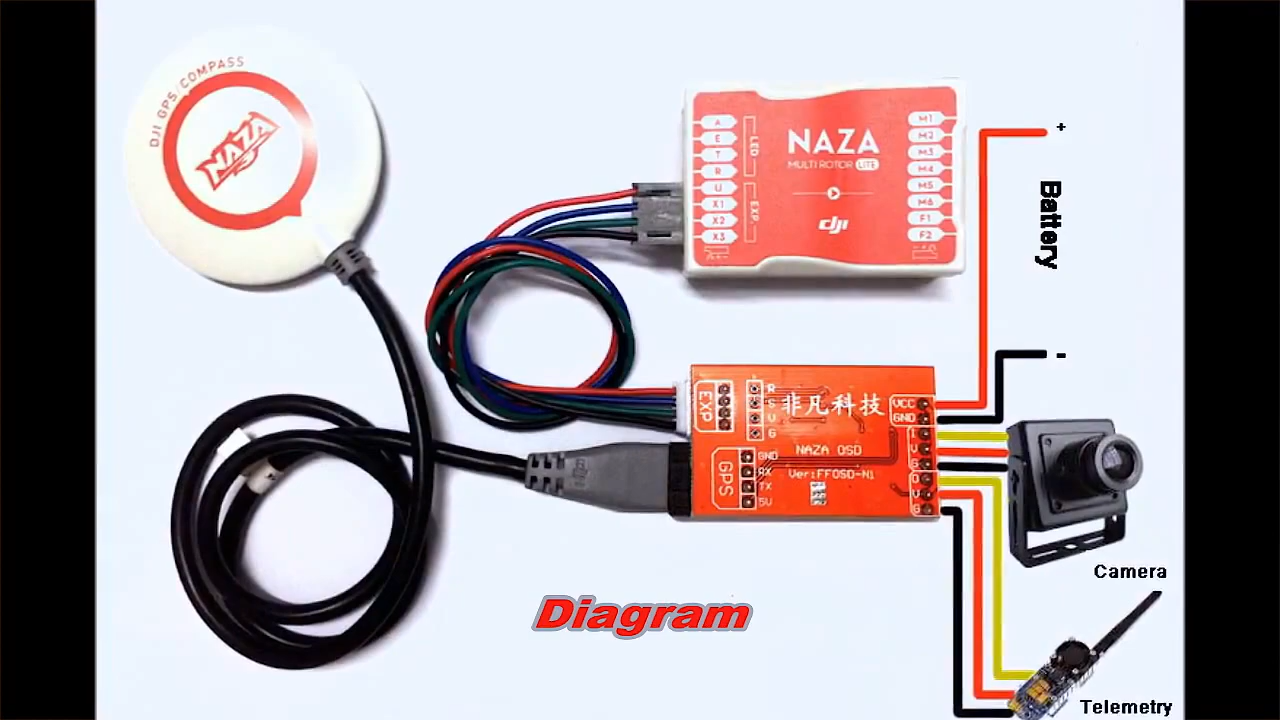 DJI GPS/COMPASS
NAZA
A
E
T
R
U
X1
X2
X3
LED
EXP.
NAZA
MULTI ROTOR LITE
dji
M1
M2
M3
M4
M5
M6
F1
F2
+
Battery
-
EXP
R
S
V
G
非凡科技
NAZA OSD
Ver:FFOSD-N1
GPS
GND
RX
TX
5V
VCC
GND
I
V
G
O
V
G
Camera
Diagram
Telemetry